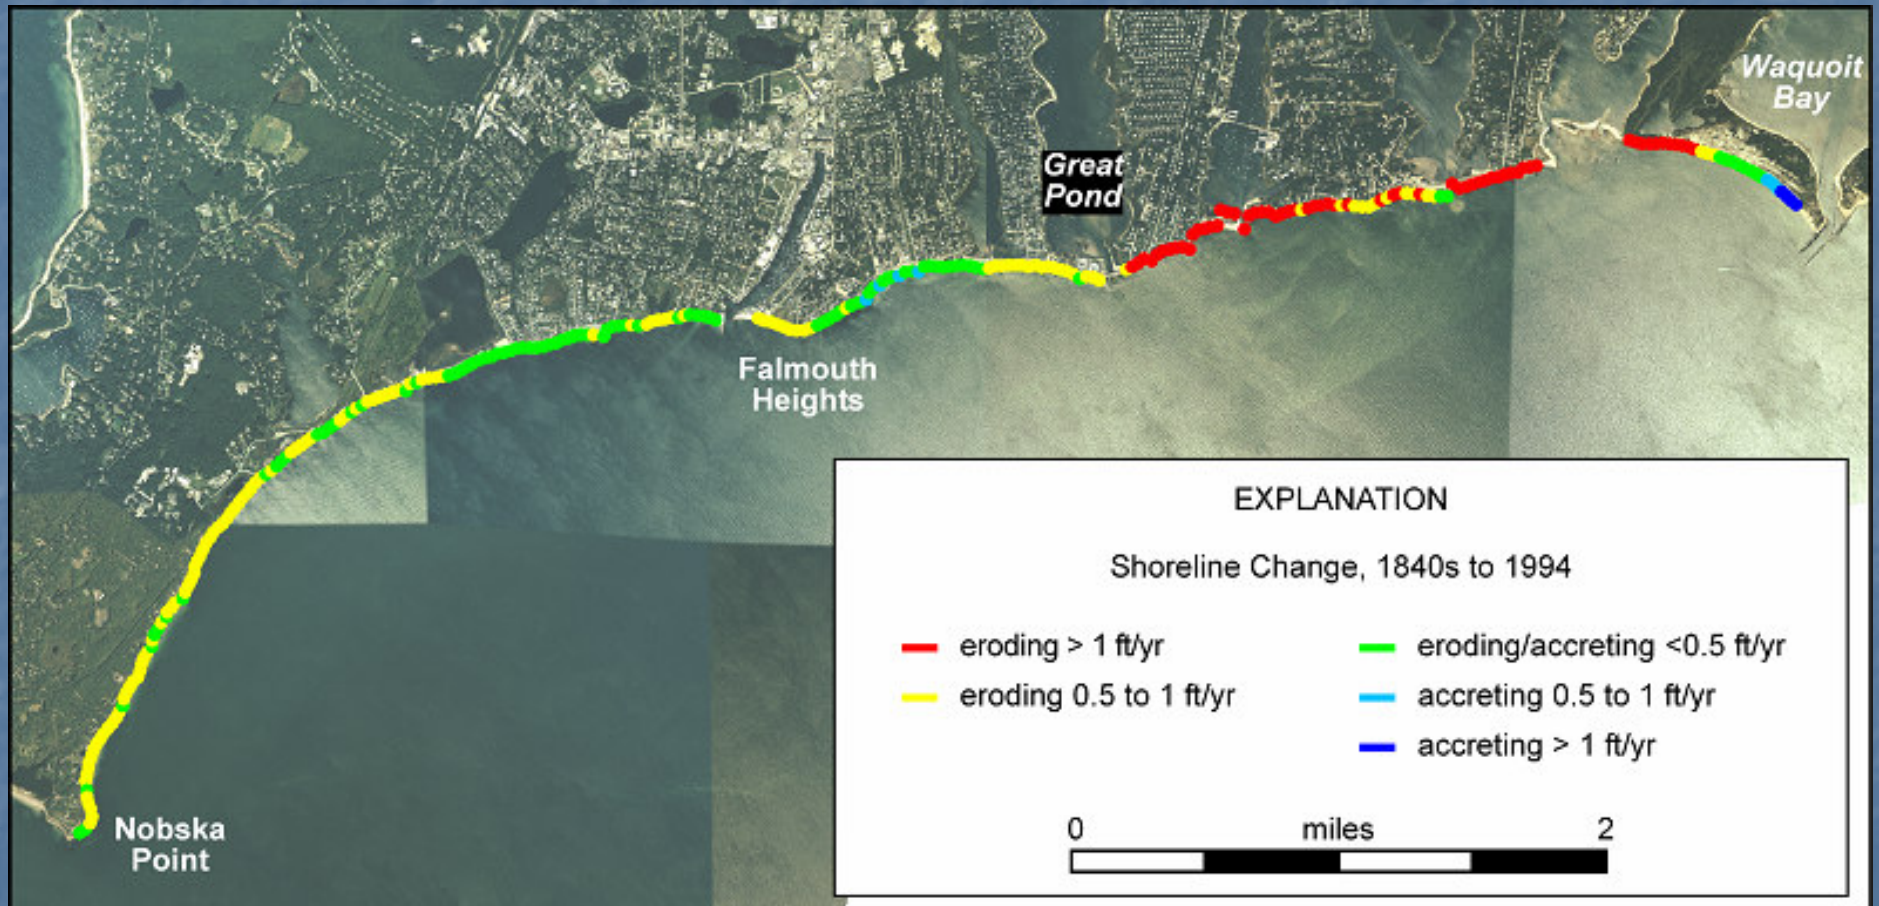 Waquoit
Bay
Great
Pond
Falmouth
Heights
Nobska
Point
EXPLANATION
Shoreline Change, 1840s to 1994
eroding > 1 ft/yr
eroding 0.5 to 1 ft/yr
eroding/accreting <0.5 ft/yr
accreting 0.5 to 1 ft/yr
accreting > 1 ft/yr
0 miles 2